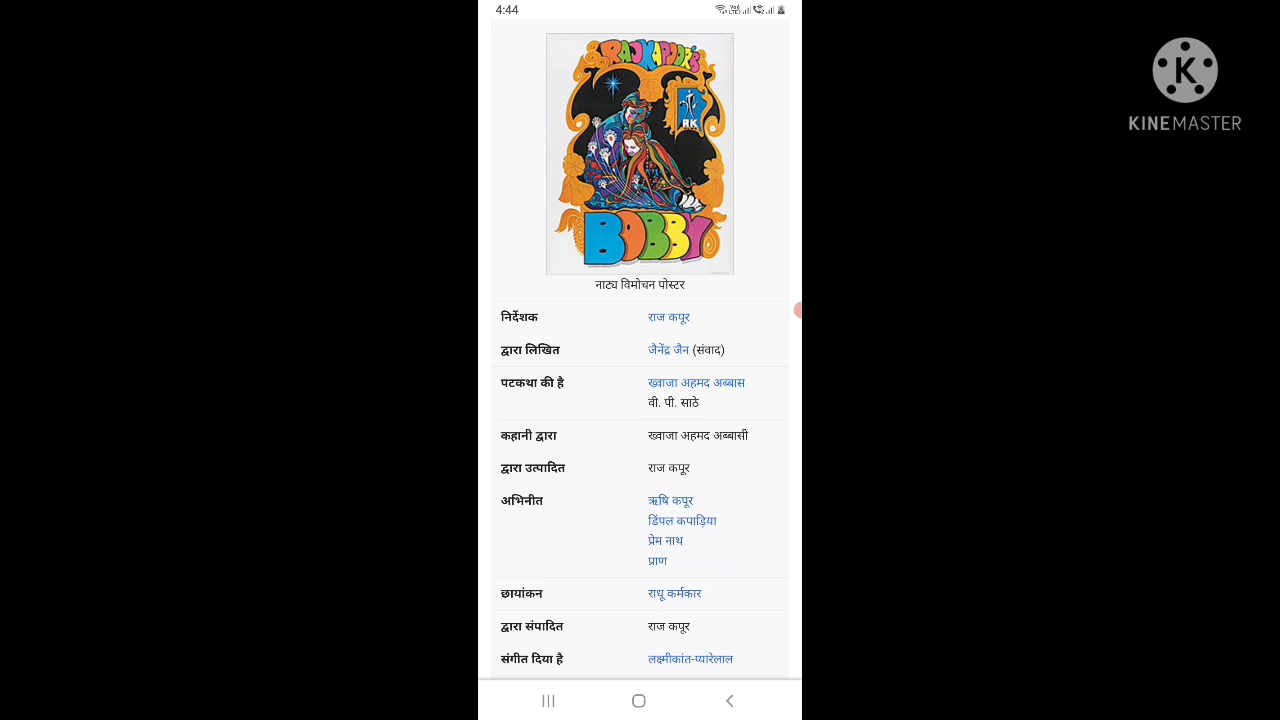 4:44
RAJ KAPOOR'S
RK
BOBBY
नाट्य विमोचन पोस्टर
निर्देशक राज कपूर
द्वारा लिखित जैनेंद्र जैन (संवाद)
पटकथा की है ख्वाजा अहमद अब्बास
वी. पी. साठे
कहानी द्वारा ख्वाजा अहमद अब्बासी
द्वारा उत्पादित राज कपूर
अभिनीत ऋषि कपूर
डिंपल कपाड़िया
प्रेम नाथ
प्राण
छायांकन राधू कर्मकार
द्वारा संपादित राज कपूर
संगीत दिया है लक्ष्मीकांत-प्यारेलाल
K
KINEMASTER